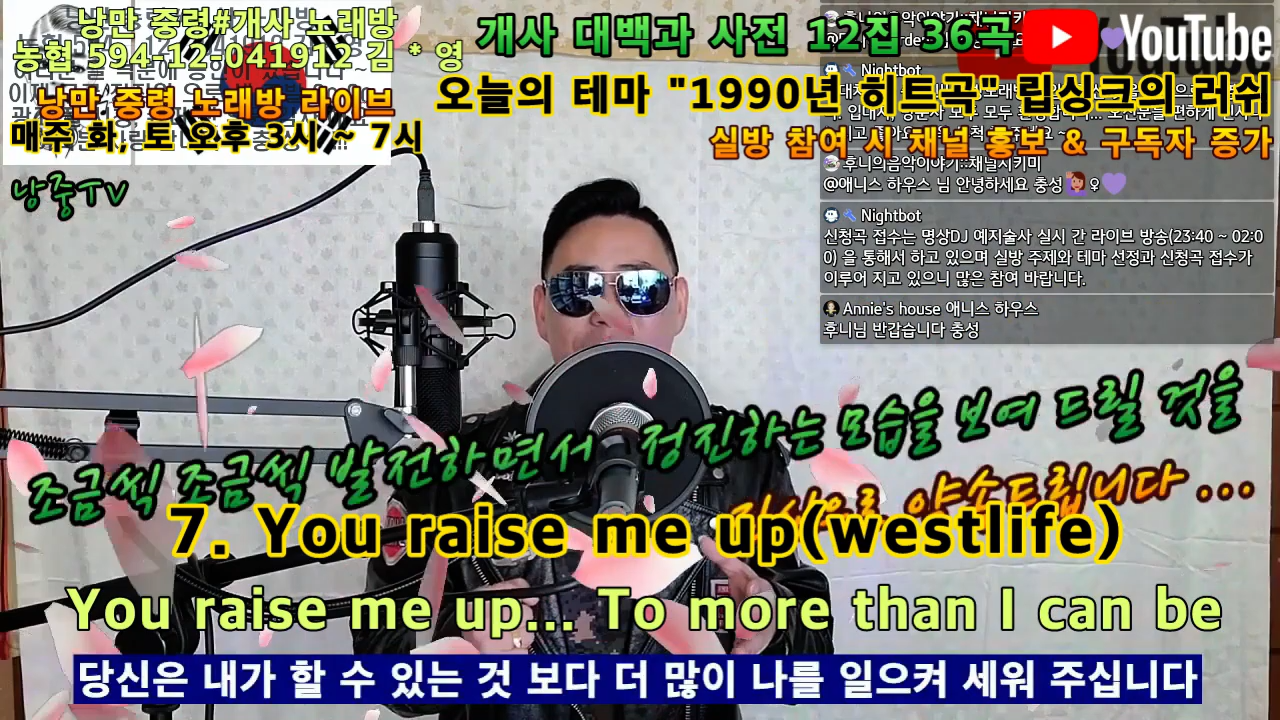 낭만 중령#개사 노래방
농협 594-12-041912 김 * 영
낭만 중령 노래방 라이브
매주 화, 토 오후 3시 ~ 7시
낭중TV
개사 대백과 사전 12집 36곡
YouTube
오늘의 테마 "1990년 히트곡" 립싱크의 러쉬
실방 참여 시 채널 홍보 & 구독자 증가
Nightbot
후니의음악이야기::채널지키미
@애니스 하우스 님 안녕하세요 충성🙋🏽‍♀💜
Nightbot
신청곡 접수는 명상DJ 예지술사 실시 간 라이브 방송(23:40 ~ 02:0
0) 을 통해서 하고 있으며 실방 주제와 테마 선정과 신청곡 접수가
이루어 지고 있으니 많은 참여 바랍니다.
Annie's house 애니스 하우스
후니님 반갑습니다 충성
조금씩 조금씩 발전하면서 정진하는 모습을 보여 드릴 것을
약속드립니다 ...
7. You raise me up(westlife)
You raise me up... To more than I can be
당신은 내가 할 수 있는 것 보다 더 많이 나를 일으켜 세워 주십니다